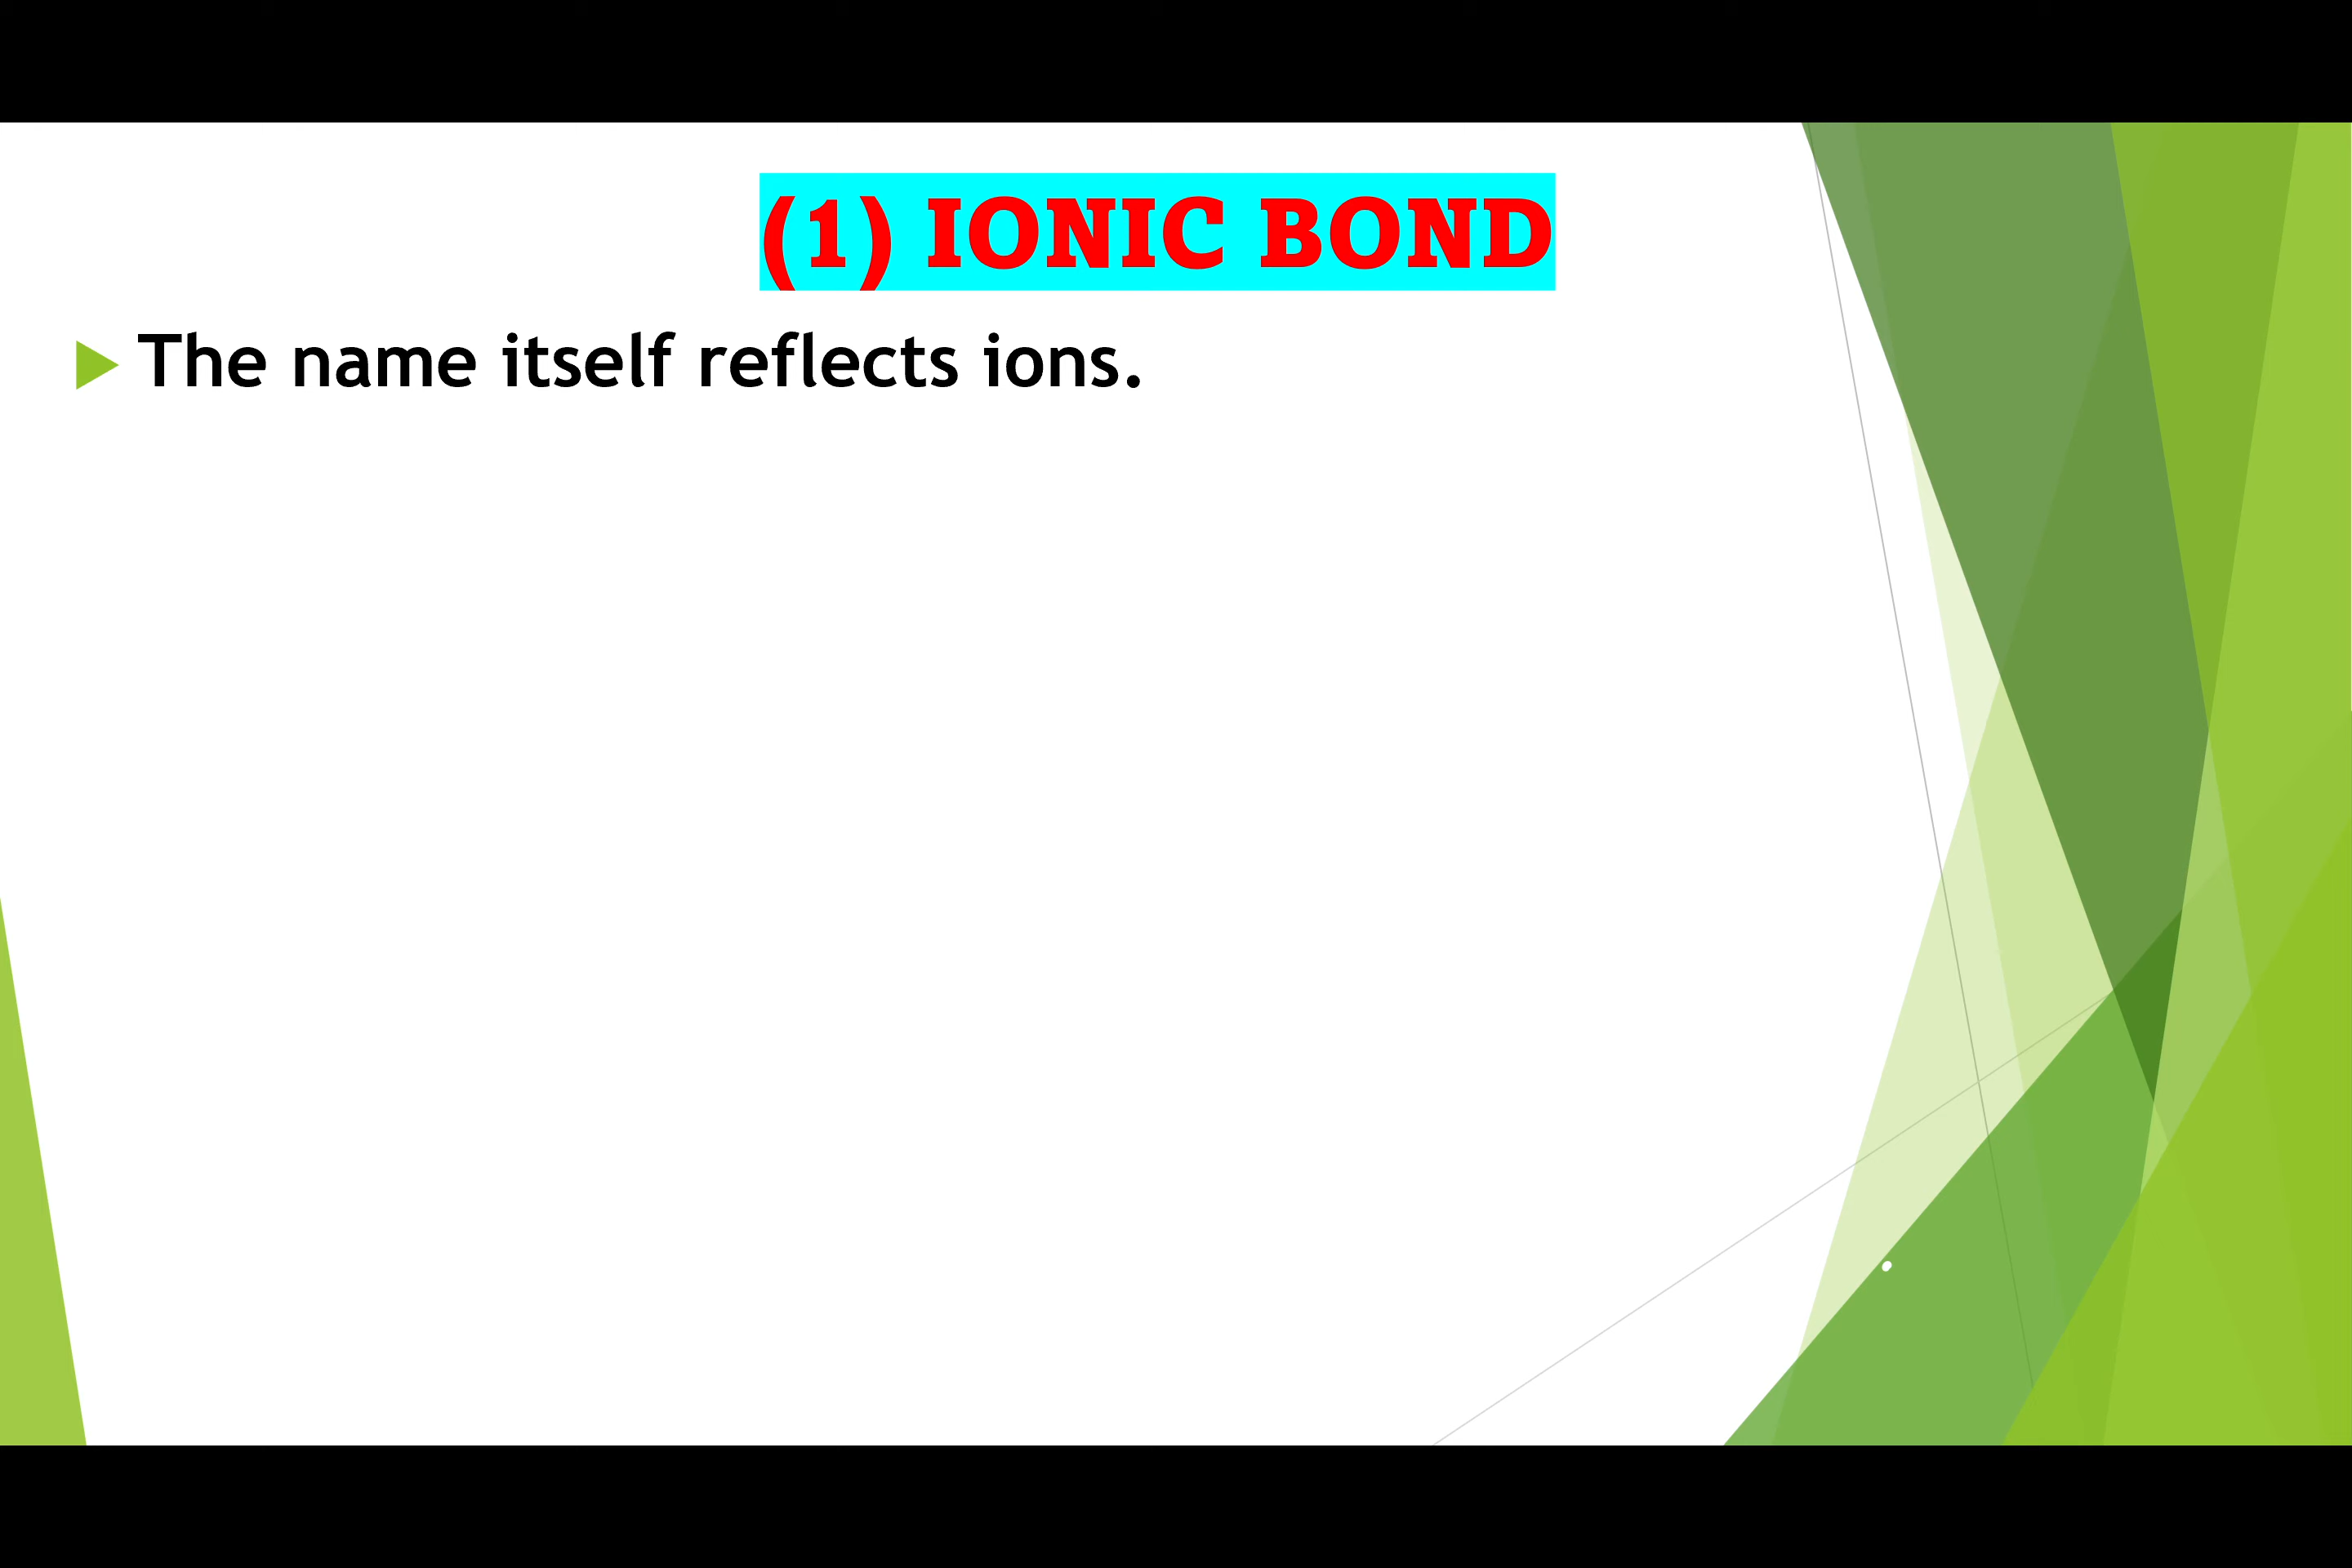 (1) IONIC BOND
The name itself reflects ions.